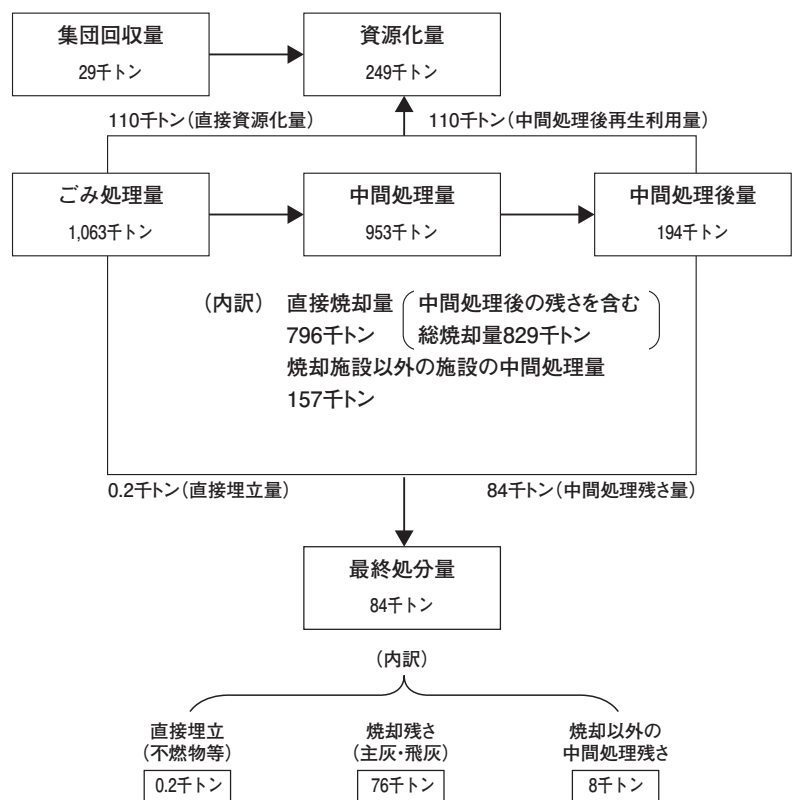 集団回収量
29千トン
資源化量
249千トン
110千トン（直接資源化量）
110千トン（中間処理後再生利用量）
ごみ処理量
1,063千トン
中間処理量
953千トン
中間処理後量
194千トン
（内訳） 直接焼却量（中間処理後の残さを含む
796千トン 総焼却量829千トン）
焼却施設以外の施設の中間処理量
157千トン
0.2千トン（直接埋立量）
84千トン（中間処理残さ量）
最終処分量
84千トン
（内訳）
直接埋立
（不燃物等）
0.2千トン
焼却残さ
（主灰・飛灰）
76千トン
焼却以外の
中間処理残さ
8千トン